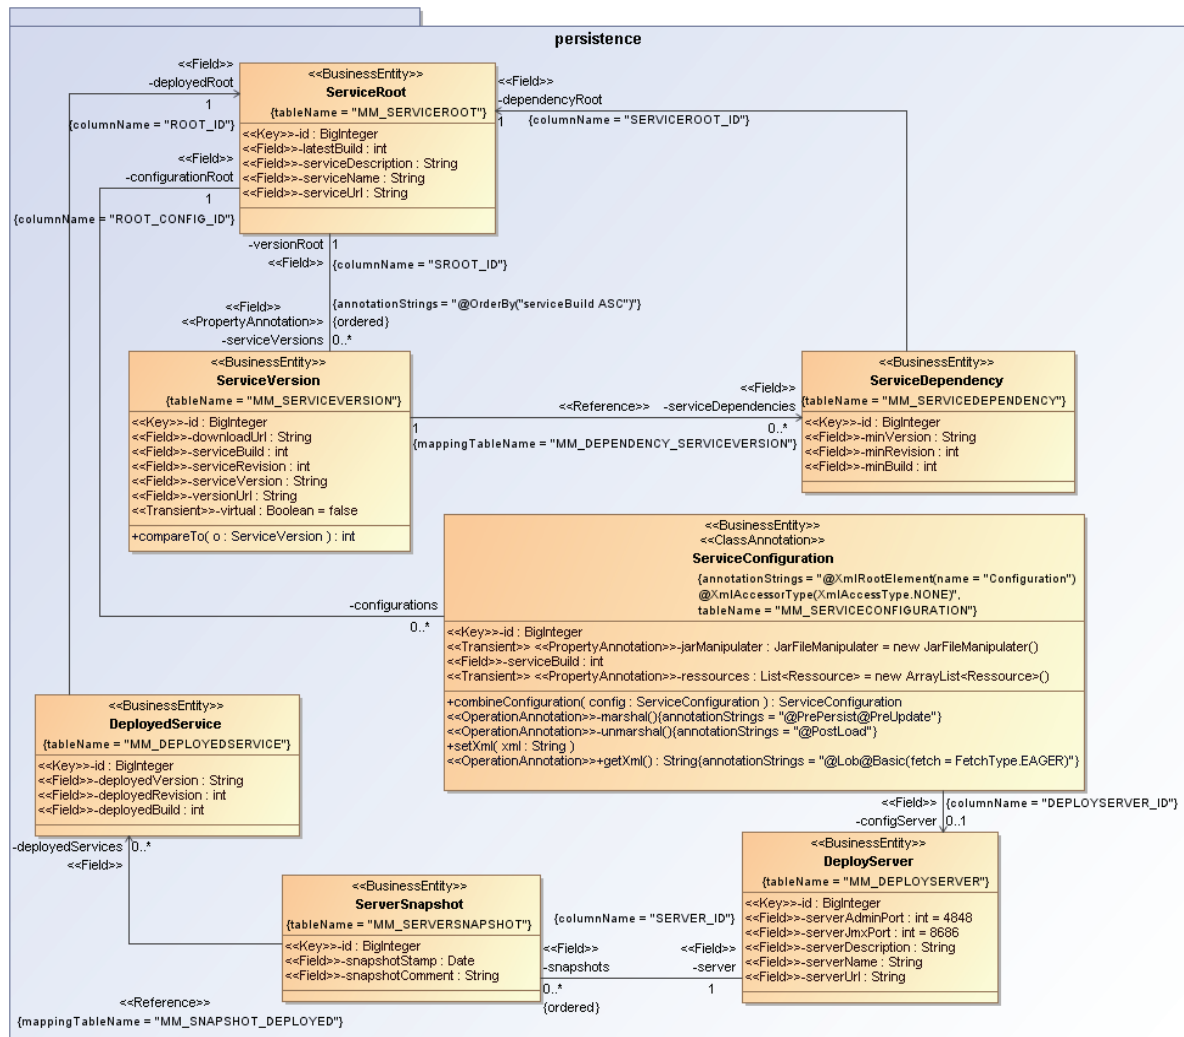 persistence
<<Field>>
-deployedRoot
1
{columnName = "ROOT_ID"}
<<Field>>
-configurationRoot
1
{columnName = "ROOT_CONFIG_ID"}
<<BusinessEntity>>
ServiceRoot
{tableName = "MM_SERVICEROOT"}
<<Key>>-id : BigInteger
<<Field>>-latestBuild : int
<<Field>>-serviceDescription : String
<<Field>>-serviceName : String
<<Field>>-serviceUrl : String
<<Field>>
-dependencyRoot
1
{columnName = "SERVICEROOT_ID"}
-versionRoot 1
<<Field>> {columnName = "SROOT_ID"}
<<Field>> {annotationStrings = "@OrderBy("serviceBuild ASC")"}
<<PropertyAnnotation>> {ordered}
-serviceVersions 0..*
<<BusinessEntity>>
ServiceVersion
{tableName = "MM_SERVICEVERSION"}
<<Key>>-id : BigInteger
<<Field>>-downloadUrl : String
<<Field>>-serviceBuild : int
<<Field>>-serviceRevision : int
<<Field>>-serviceVersion : String
<<Field>>-versionUrl : String
<<Transient>>-virtual : Boolean = false
+compareTo( o : ServiceVersion ) : int
<<Field>>
<<Reference>> -serviceDependencies
1 0..*
{mappingTableName = "MM_DEPENDENCY_SERVICEVERSION"}
<<BusinessEntity>>
ServiceDependency
{tableName = "MM_SERVICEDEPENDENCY"}
<<Key>>-id : BigInteger
<<Field>>-minVersion : String
<<Field>>-minRevision : int
<<Field>>-minBuild : int
-configurations
0..*
<<BusinessEntity>>
<<ClassAnnotation>>
ServiceConfiguration
{annotationStrings = "@XmlRootElement(name = "Configuration")
@XmlAccessorType(XmlAccessType.NONE)",
tableName = "MM_SERVICECONFIGURATION"}
<<Key>>-id : BigInteger
<<Transient>> <<PropertyAnnotation>>-jarManipulater : JarFileManipulater = new JarFileManipulater()
<<Field>>-serviceBuild : int
<<Transient>> <<PropertyAnnotation>>-ressources : List<Ressource> = new ArrayList<Ressource>()
+combineConfiguration( config : ServiceConfiguration ) : ServiceConfiguration
<<OperationAnnotation>>-marshal(){annotationStrings = "@PrePersist@PreUpdate"}
<<OperationAnnotation>>-unmarshal(){annotationStrings = "@PostLoad"}
+setXml( xml : String )
<<OperationAnnotation>>+getXml() : String{annotationStrings = "@Lob@Basic(fetch = FetchType.EAGER)"}
<<BusinessEntity>>
DeployedService
{tableName = "MM_DEPLOYEDSERVICE"}
<<Key>>-id : BigInteger
<<Field>>-deployedVersion : String
<<Field>>-deployedRevision : int
<<Field>>-deployedBuild : int
<<Field>> {columnName = "DEPLOYSERVER_ID"}
-configServer 0..1
-deployedServices 0..*
<<Field>>
<<BusinessEntity>>
DeployServer
{tableName = "MM_DEPLOYSERVER"}
<<Key>>-id : BigInteger
<<Field>>-serverAdminPort : int = 4848
<<Field>>-serverJmxPort : int = 8686
<<Field>>-serverDescription : String
<<Field>>-serverName : String
<<Field>>-serverUrl : String
<<BusinessEntity>>
ServerSnapshot
{tableName = "MM_SERVERSNAPSHOT"}
<<Key>>-id : BigInteger
<<Field>>-snapshotStamp : Date
<<Field>>-snapshotComment : String
{columnName = "SERVER_ID"}
<<Field>> <<Field>>
-snapshots -server
0..* 1
{ordered}
<<Reference>>
{mappingTableName = "MM_SNAPSHOT_DEPLOYED"}